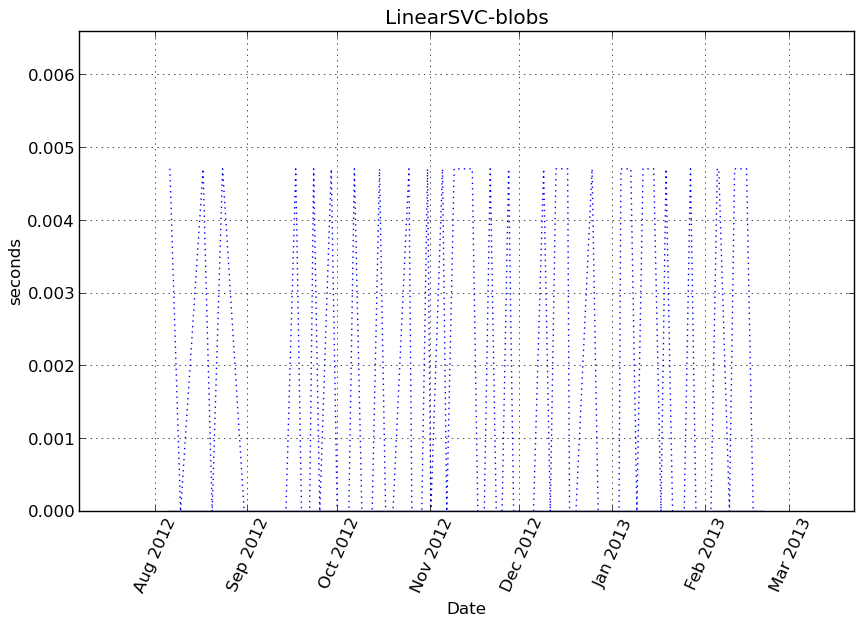 LinearSVC-blobs
0.006
0.005
0.004
0.003
0.002
0.001
0.000
seconds
Aug 2012
Sep 2012
Oct 2012
Nov 2012
Dec 2012
Jan 2013
Feb 2013
Mar 2013
Date